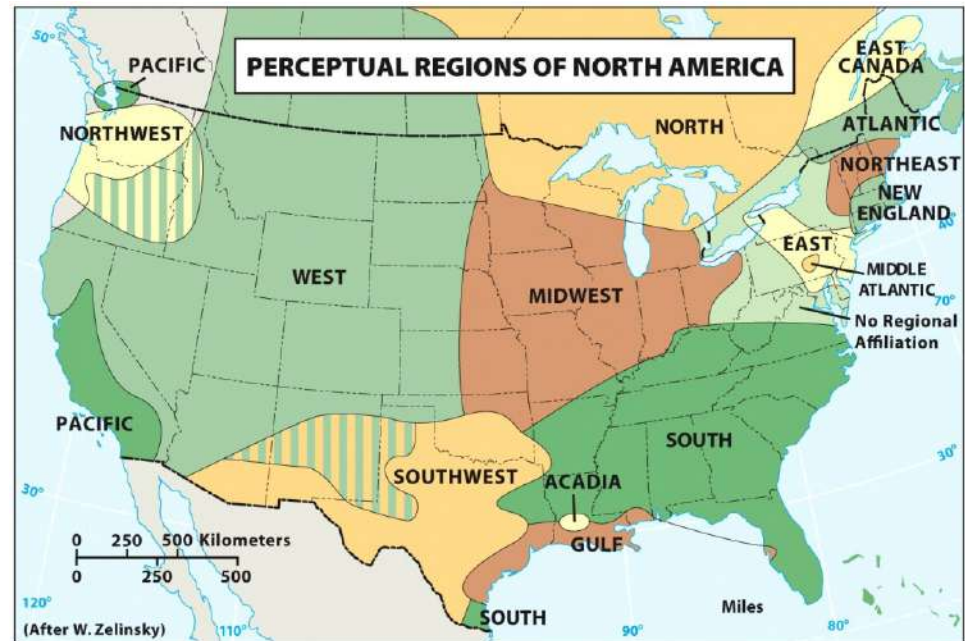 PERCEPTUAL REGIONS OF NORTH AMERICA
50°
PACIFIC
EAST
CANADA
NORTHWEST
NORTH
ATLANTIC
NORTHEAST
NEW
ENGLAND
40°
EAST
WEST
MIDWEST
MIDDLE
ATLANTIC
70°
No Regional
Affiliation
PACIFIC
SOUTH
SOUTHWEST
ACADIA
30°
30°
GULF
0 250 500 Kilometers
0 250 500
Miles
SOUTH
120°
110°
90°
80°
(After W. Zelinsky)